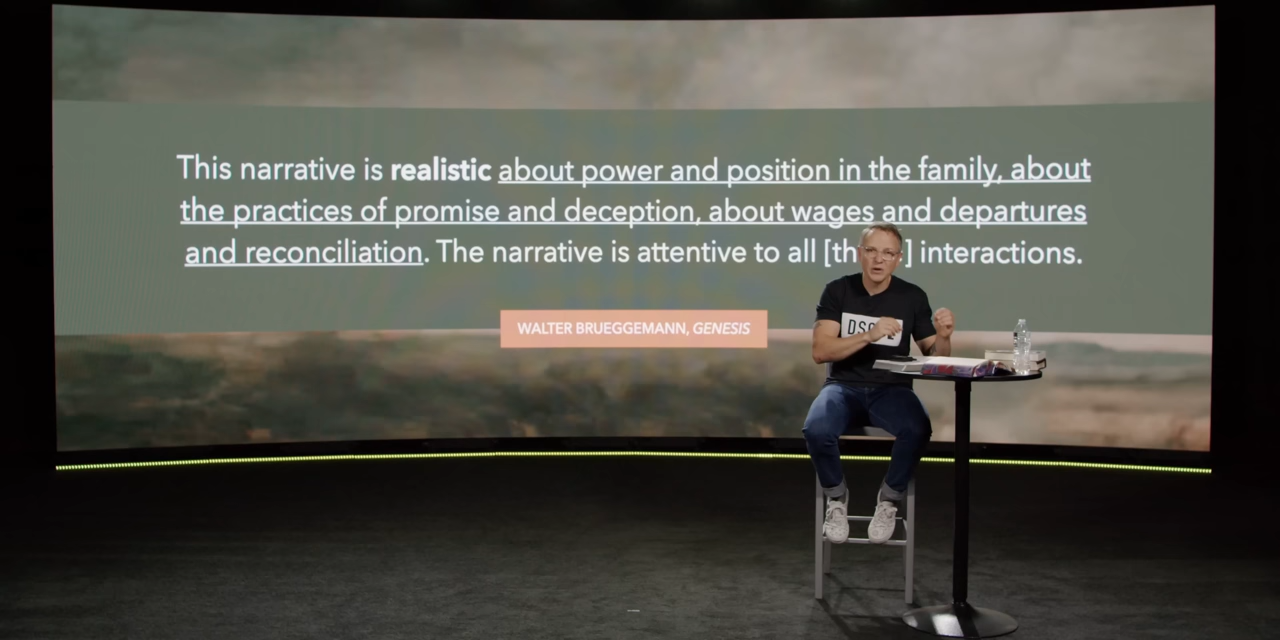 This narrative is realistic about power and position in the family, about
the practices of promise and deception, about wages and departures
and reconciliation. The narrative is attentive to all interactions.
WALTER BRUEGGEMANN, GENESIS